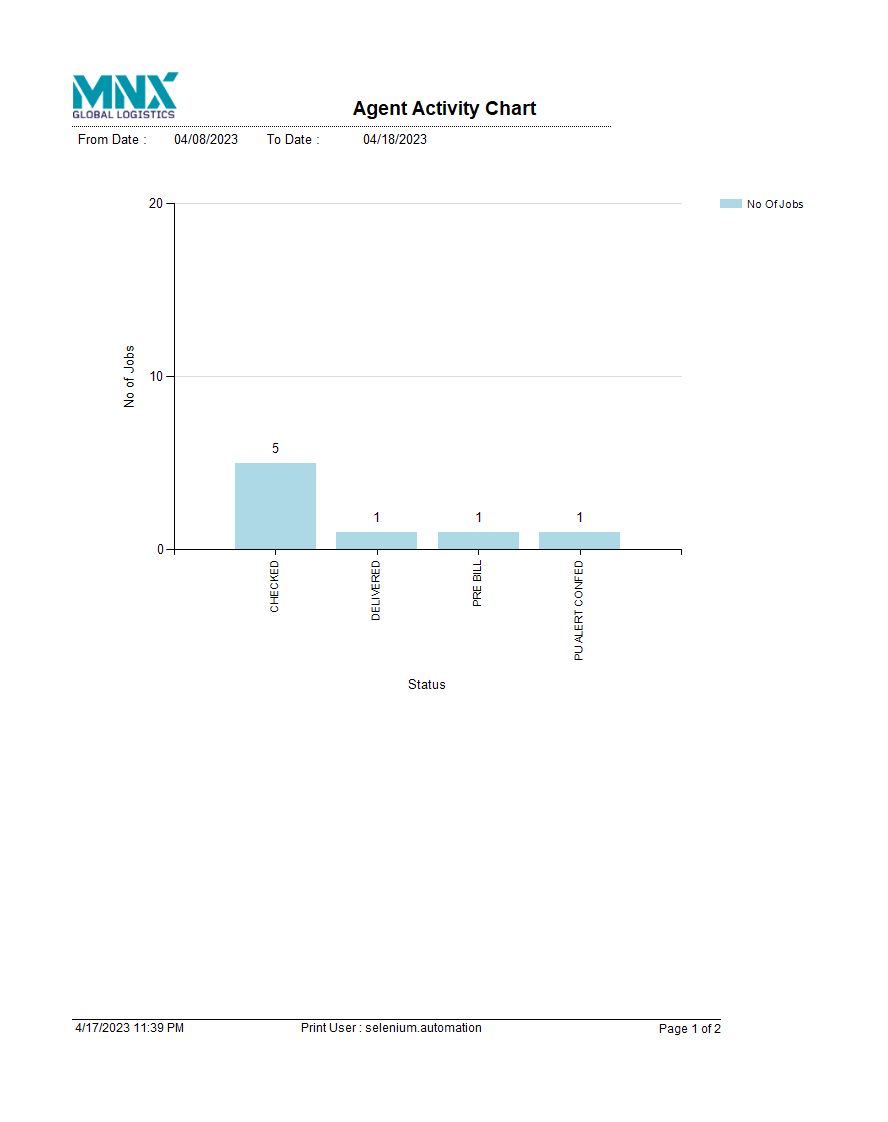 MNX
GLOBAL LOGISTICS
Agent Activity Chart
From Date : 04/08/2023 To Date : 04/18/2023
20
No Of Jobs
No of Jobs
10
5
1
1
1
0
CHECKED
DELIVERED
PRE BILL
PU ALERT CONFED
Status
4/17/2023 11:39 PM Print User : selenium.automation Page 1 of 2